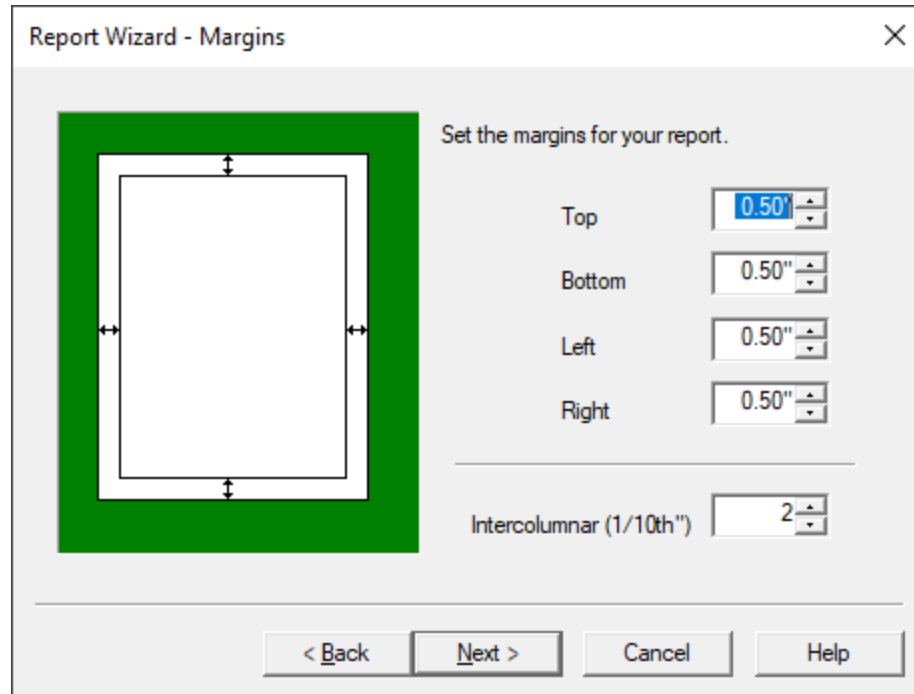 Report Wizard - Margins
Set the margins for your report.
Top 0.50"
Bottom 0.50"
Left 0.50"
Right 0.50"
Intercolumnar (1/10th") 2
< Back Next > Cancel Help